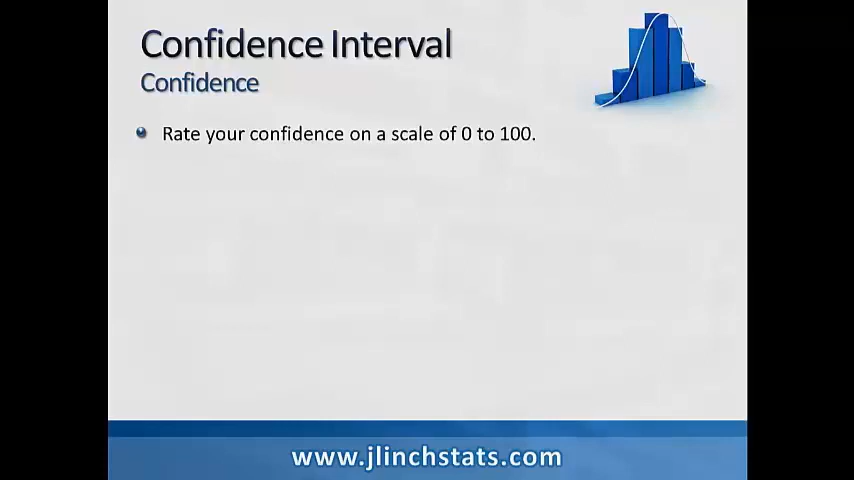 Confidence Interval
Confidence
Rate your confidence on a scale of 0 to 100.
www.jlinchstats.com